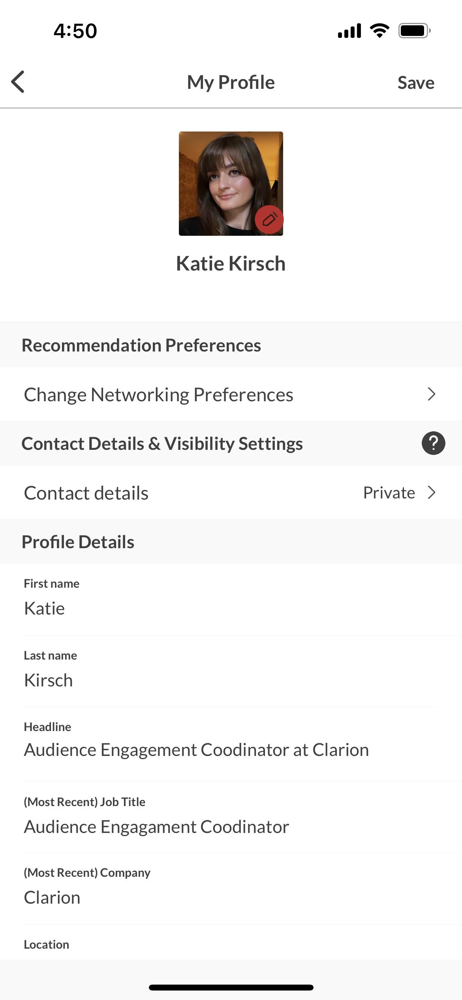 4:50
My Profile
Save
Katie Kirsch
Recommendation Preferences
Change Networking Preferences
Contact Details & Visibility Settings
?
Contact details
Private
Profile Details
First name
Katie
Last name
Kirsch
Headline
Audience Engagement Coodinator at Clarion
(Most Recent) Job Title
Audience Engagament Coodinator
(Most Recent) Company
Clarion
Location